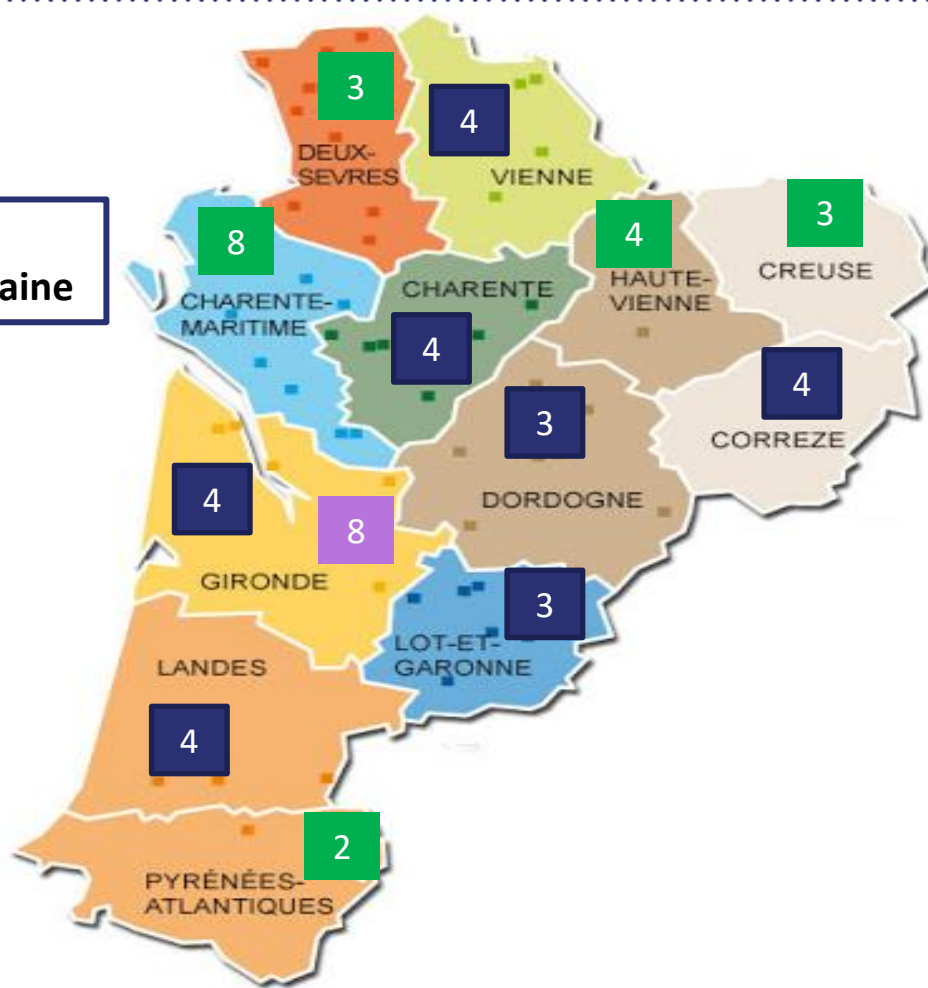 3
4
DEUX-
SEVRES
VIENNE
aine
8
4
3
CHARENTE-
MARITIME
CHARENTE
HAUTE-
VIENNE
CREUSE
4
4
3
CORREZE
4
8
DORDOGNE
GIRONDE
3
LOT-ET-
GARONNE
LANDES
4
2
PYRÉNÉES-
ATLANTIQUES